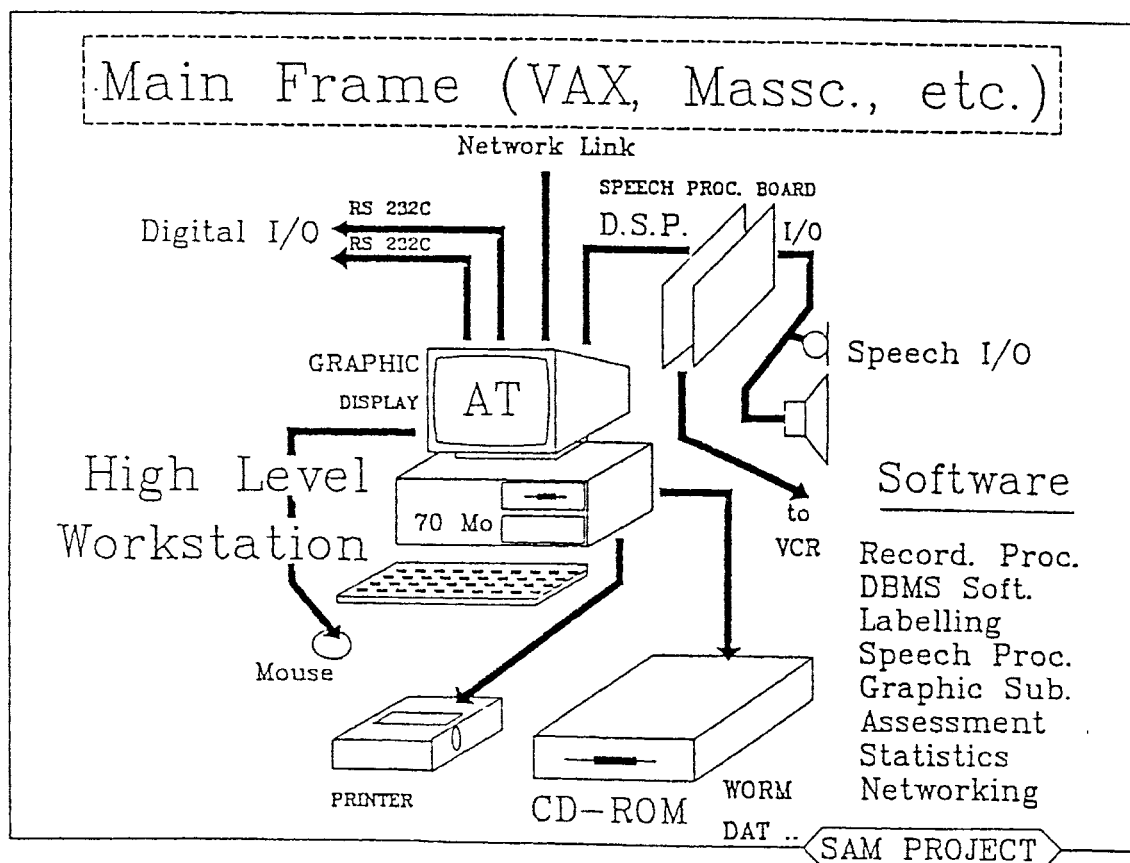 Main Frame (VAX, Massc., etc.)
Network Link
SPEECH PROC. BOARD
RS 232C
D.S.P.
I/O
Digital I/O
RS 232C
GRAPHIC
DISPLAY
AT
Speech I/O
High Level
Workstation
70 Mo
to
VCR
Software
Record. Proc.
DBMS Soft.
Labelling
Speech Proc.
Graphic Sub.
Assessment
Statistics
Networking
Mouse
PRINTER
CD-ROM
WORM
DAT ..
SAM PROJECT